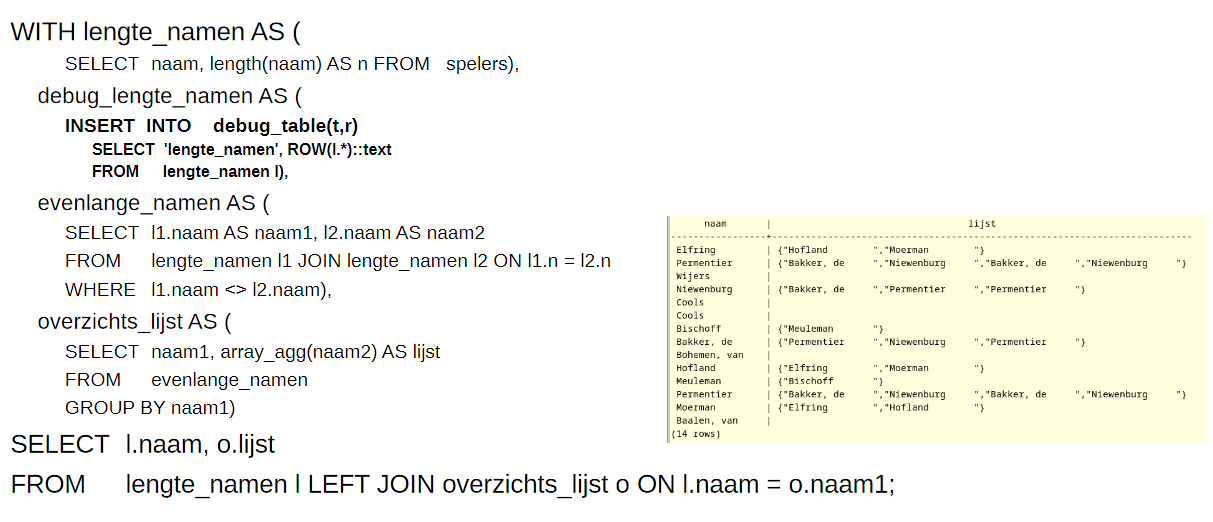 WITH lengte_namen AS (
SELECT naam, length(naam) AS n FROM spelers),
debug_lengte_namen AS (
INSERT INTO debug_table(t,r)
SELECT 'lengte_namen', ROW(l.*)::text
FROM lengte_namen l),
evenlange_namen AS (
SELECT l1.naam AS naam1, l2.naam AS naam2
FROM lengte_namen l1 JOIN lengte_namen l2 ON l1.n = l2.n
WHERE l1.naam <> l2.naam),
overzichts_lijst AS (
SELECT naam1, array_agg(naam2) AS lijst
FROM evenlange_namen
GROUP BY naam1)
SELECT l.naam, o.lijst
FROM lengte_namen l LEFT JOIN overzichts_lijst o ON l.naam = o.naam1;
naam | lijst
---------------+---------------------------------------------------------------------------
Elfring | {"Hofland ","Moerman "}
Permentier | {"Bakker, de ","Niewenburg ","Bakker, de ","Niewenburg "}
Wijers |
Niewenburg | {"Bakker, de ","Permentier ","Permentier "}
Cools |
Cools |
Bischoff | {"Meuleman "}
Bakker, de | {"Permentier ","Niewenburg ","Permentier "}
Bohemen, van |
Hofland | {"Elfring ","Moerman "}
Meuleman | {"Bischoff "}
Permentier | {"Bakker, de ","Niewenburg ","Bakker, de ","Niewenburg "}
Moerman | {"Elfring ","Hofland "}
Baalen, van |
(14 rows)